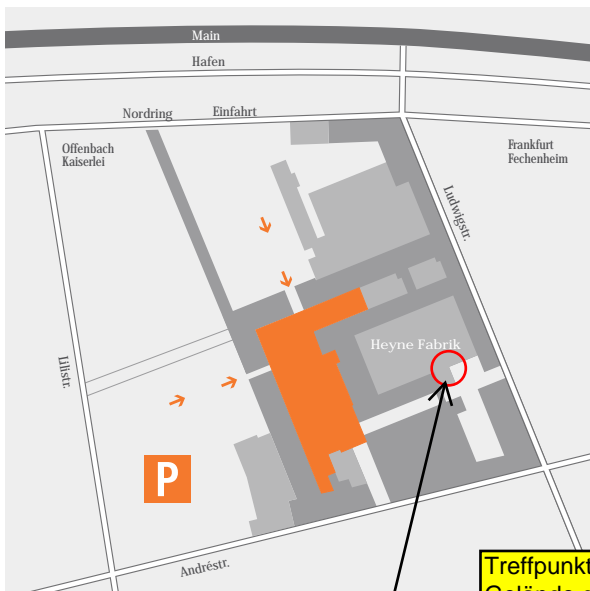 Main
Hafen
Nordring
Einfahrt
Offenbach
Kaiserlei
Frankfurt
Fechenheim
Ludwigstr.
Heyne Fabrik
Lilistr.
P
Andréstr.
Treffpunkt